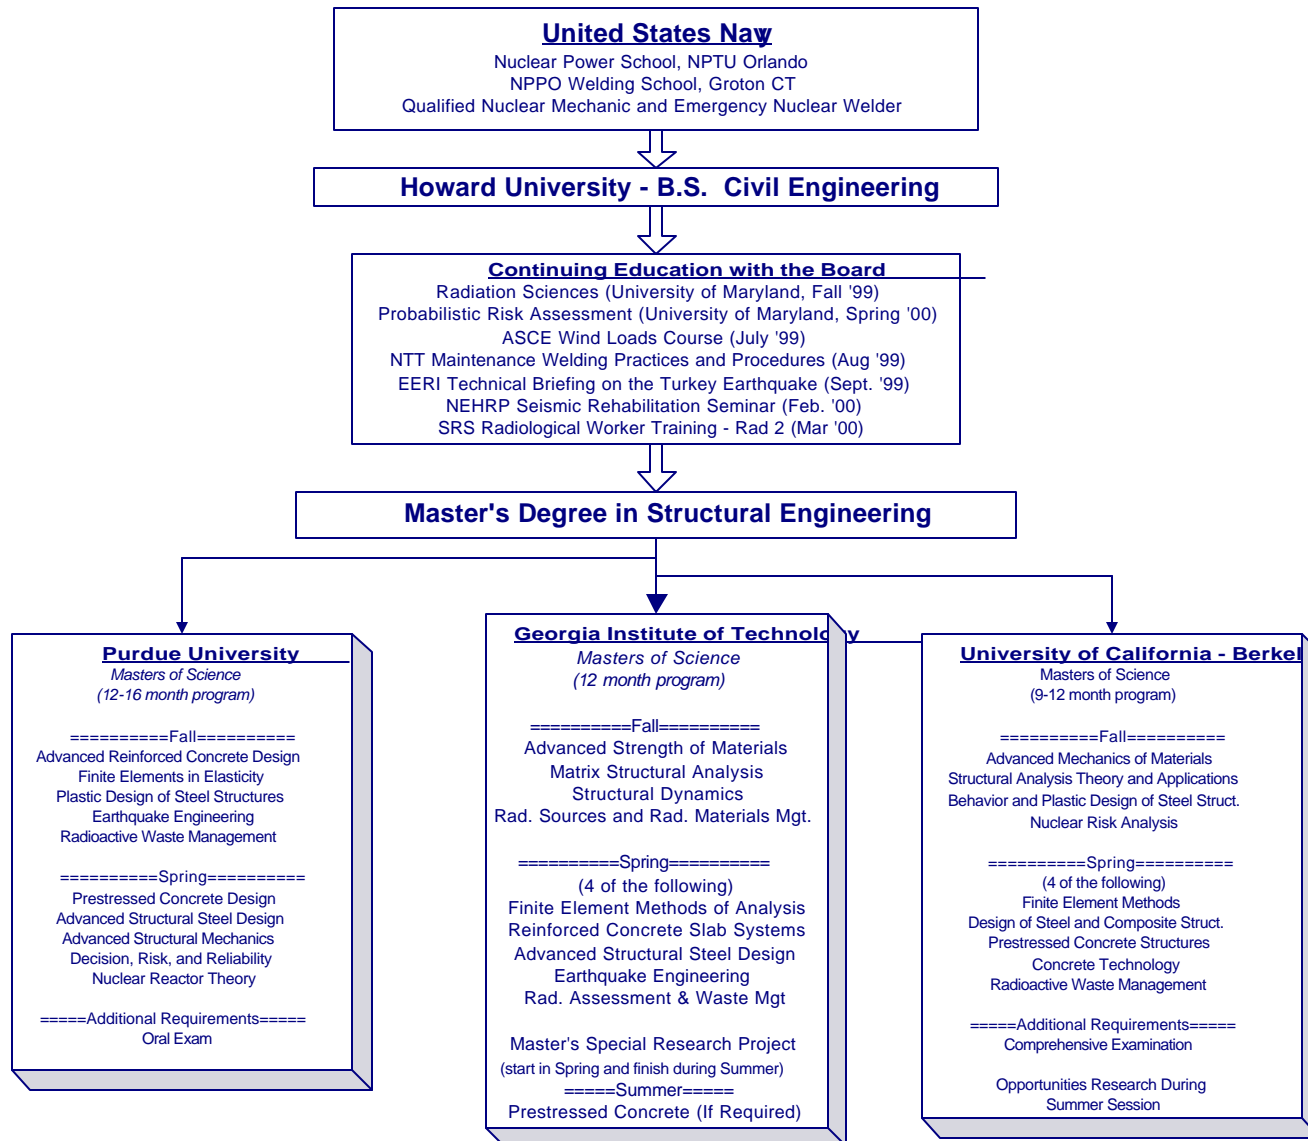 United States Navy
Nuclear Power School, NPTU Orlando
NPPO Welding School, Groton CT
Qualified Nuclear Mechanic and Emergency Nuclear Welder
Howard University - B.S. Civil Engineering
Continuing Education with the Board
Radiation Sciences (University of Maryland, Fall '99)
Probabilistic Risk Assessment (University of Maryland, Spring '00)
ASCE Wind Loads Course (July '99)
NTT Maintenance Welding Practices and Procedures (Aug '99)
EERI Technical Briefing on the Turkey Earthquake (Sept. '99)
NEHRP Seismic Rehabilitation Seminar (Feb. '00)
SRS Radiological Worker Training - Rad 2 (Mar '00)
Master's Degree in Structural Engineering
Purdue University
Masters of Science
(12-16 month program)
==========Fall==========
Advanced Reinforced Concrete Design
Finite Elements in Elasticity
Plastic Design of Steel Structures
Earthquake Engineering
Radioactive Waste Management
==========Spring==========
Prestressed Concrete Design
Advanced Structural Steel Design
Advanced Structural Mechanics
Decision, Risk, and Reliability
Nuclear Reactor Theory
=====Additional Requirements=====
Oral Exam
Georgia Institute of Technology
Masters of Science
(12 month program)
==========Fall==========
Advanced Strength of Materials
Matrix Structural Analysis
Structural Dynamics
Rad. Sources and Rad. Materials Mgt.
==========Spring==========
(4 of the following)
Finite Element Methods of Analysis
Reinforced Concrete Slab Systems
Advanced Structural Steel Design
Earthquake Engineering
Rad. Assessment & Waste Mgt
Master's Special Research Project
(start in Spring and finish during Summer)
=====Summer=====
Prestressed Concrete (If Required)
University of California - Berkel
Masters of Science
(9-12 month program)
==========Fall==========
Advanced Mechanics of Materials
Structural Analysis Theory and Applications
Behavior and Plastic Design of Steel Struct.
Nuclear Risk Analysis
==========Spring==========
(4 of the following)
Finite Element Methods
Design of Steel and Composite Struct.
Prestressed Concrete Structures
Concrete Technology
Radioactive Waste Management
=====Additional Requirements=====
Comprehensive Examination
Opportunities Research During
Summer Session